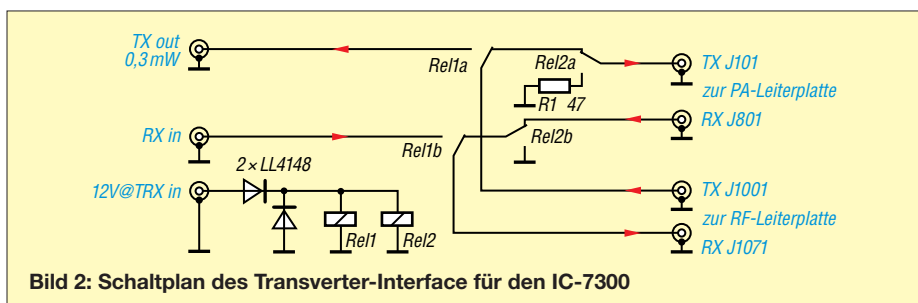 TX out
0,3 mW
Rel1a
Rel2a
R1 47
TX J101
zur PA-Leiterplatte
RX J801
RX in
Rel1b
Rel2b
2×LL4148
12V@TRX in
Rel1
Rel2
TX J1001
zur RF-Leiterplatte
RX J1071
Bild 2: Schaltplan des Transverter-Interface für den IC-7300